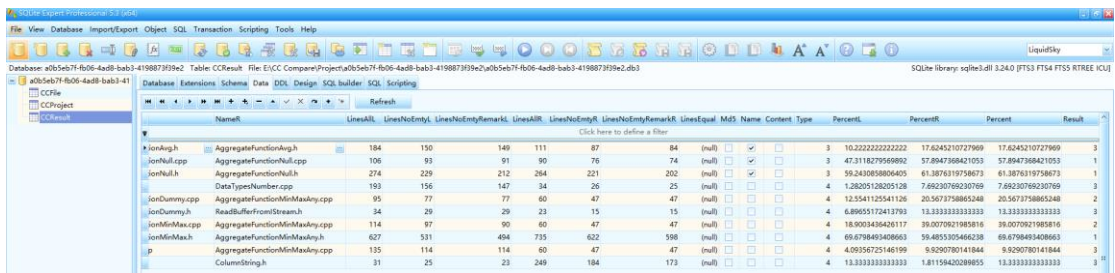 SQLite Expert Professional 5.3 (x64)
File View Database Import/Export Object SQL Transaction Scripting Tools Help
LiquidSky
Database: a0b5eb7f-fb06-4ad8-bab3-4198873f39e2 Table: CCResult File: E:\CC Compare\Project\a0b5eb7f-fb06-4ad8-bab3-4198873f39e2\a0b5eb7f-fb06-4ad8-bab3-4198873f39e2.db3 SQLite library: sqlite3.dll 3.24.0 [FTS3 FTS4 FTS5 RTREE ICU]
a0b5eb7f-fb06-4ad8-bab3-41
CCFile
CCProject
CCResult
Database Extensions Schema Data DDL Design SQL builder SQL Scripting
Refresh
NameR LinesAllL LinesNoEmtyL LinesNoEmtyRemarkL LinesAllR LinesNoEmtyR LinesNoEmtyRemarkR LinesEqual Md5 Name Content Type PercentL PercentR Percent Result
Click here to define a filter
ionAvg.h AggregateFunctionAvg.h 184 150 149 111 87 84 (null) 3 10.2222222222222 17.6245210727969 17.6245210727969 3
ionNull.cpp AggregateFunctionNull.cpp 106 93 91 90 76 74 (null) 3 47.3118279569892 57.8947368421053 57.8947368421053 1
ionNull.h AggregateFunctionNull.h 274 229 212 264 221 202 (null) 3 59.2430858806405 61.3876319758673 61.3876319758673 1
DataTypesNumber.cpp 193 156 147 34 26 25 (null) 4 1.28205128205128 7.69230769230769 7.69230769230769 3
ionDummy.cpp AggregateFunctionMinMaxAny.cpp 95 77 77 60 47 47 (null) 4 12.5541125541126 20.5673758865248 20.5673758865248 2
ionDummy.h ReadBufferFromIStream.h 34 29 29 23 15 15 (null) 4 6.89655172413793 13.3333333333333 13.3333333333333 3
ionMinMax.cpp AggregateFunctionMinMaxAny.cpp 114 97 90 60 47 47 (null) 4 18.9003436426117 39.0070921985816 39.0070921985816 2
ionMinMax.h AggregateFunctionMinMaxAny.h 627 531 494 735 622 598 (null) 4 69.6798493408663 59.4855305466238 69.6798493408663 1
p AggregateFunctionMinMaxAny.cpp 135 114 114 60 47 47 (null) 4 4.09356725146199 9.9290780141844 9.9290780141844 3
ColumnString.h 31 25 23 249 184 173 (null) 4 13.3333333333333 1.81159420289855 13.3333333333333 3